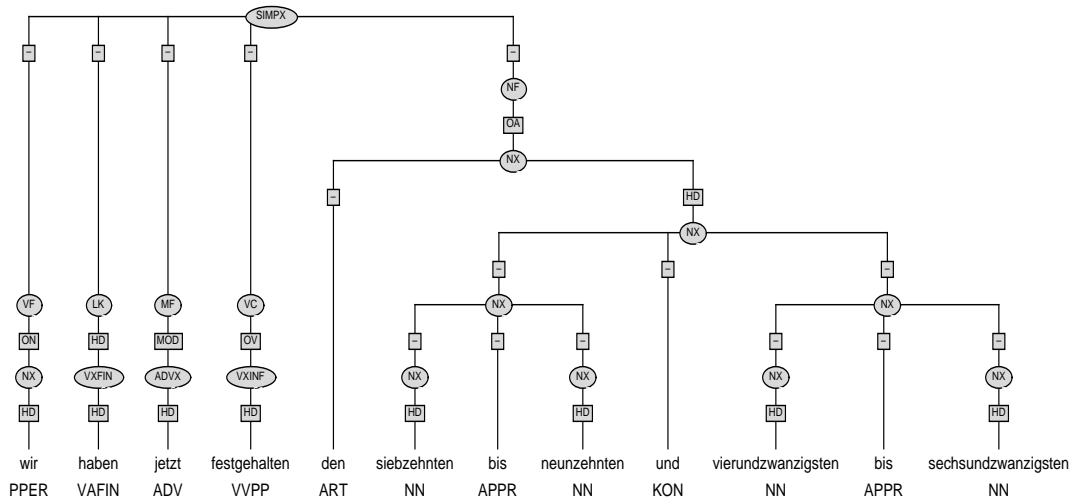 SIMPX
– – – – –
NF
OA
NX
– HD
NX
– – –
VF LK MF VC NX NX
ON HD MOD OV – – – – – –
NX VXFIN ADVX VXINF NX NX NX NX
HD HD HD HD HD HD HD HD
wir haben jetzt festgehalten den siebzehnten bis neunzehnten und vierundzwanzigsten bis sechsundzwanzigsten
PPER VAFIN ADV VVPP ART NN APPR NN KON NN APPR NN